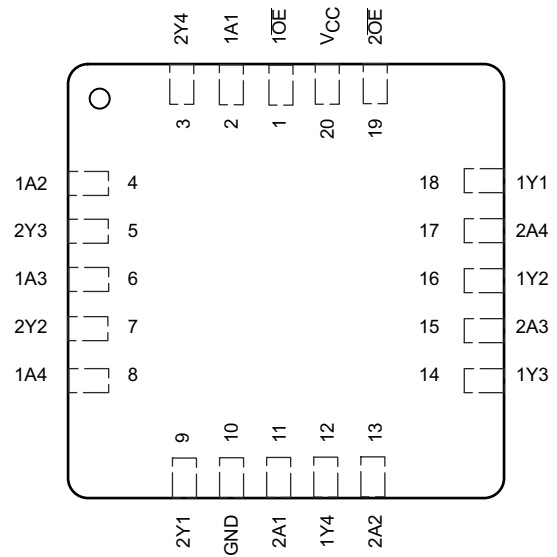 2Y4 1A1 1O̅E̅ VCC 2O̅E̅
3 2 1 20 19
1A2 4 18 1Y1
2Y3 5 17 2A4
1A3 6 16 1Y2
2Y2 7 15 2A3
1A4 8 14 1Y3
9 10 11 12 13
2Y1 GND 2A1 1Y4 2A2